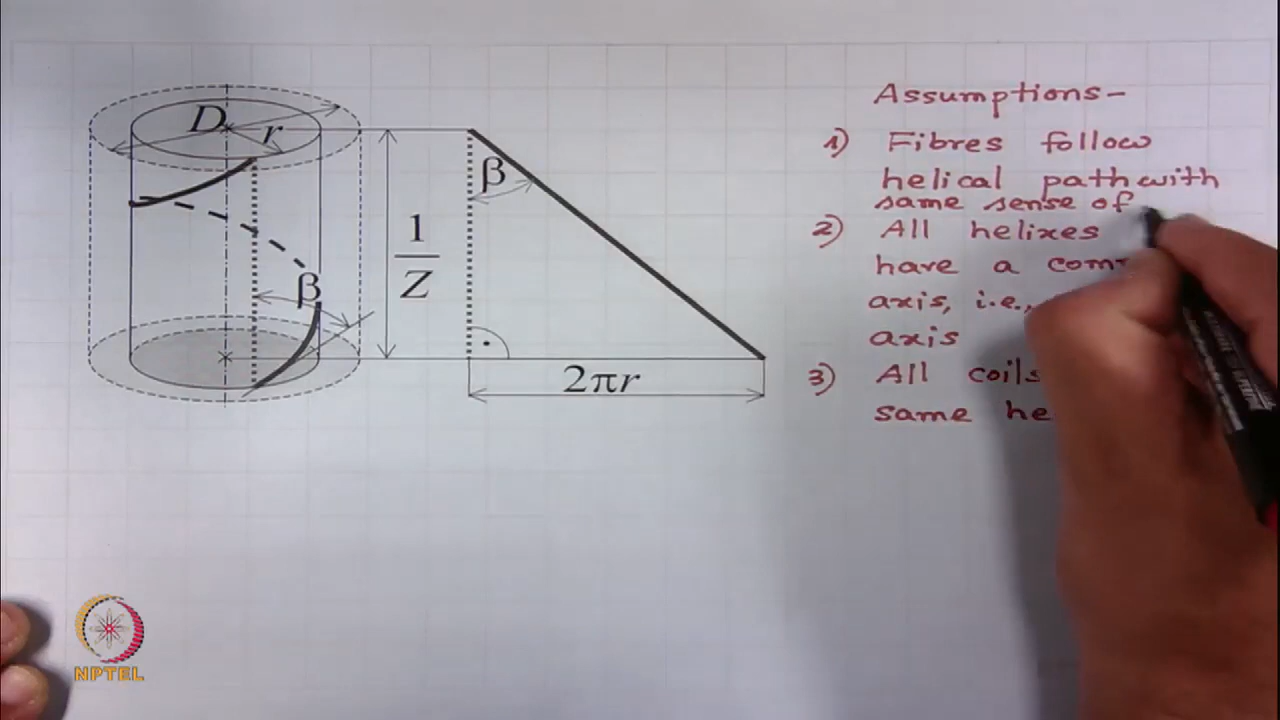 D
r
β
1
Z
β
2πr
Assumptions-
1) Fibres follow
helical path with
same sense of
2) All helixes
have a com
axis, i.e.,
axis
3) All coils
same he
NPTEL